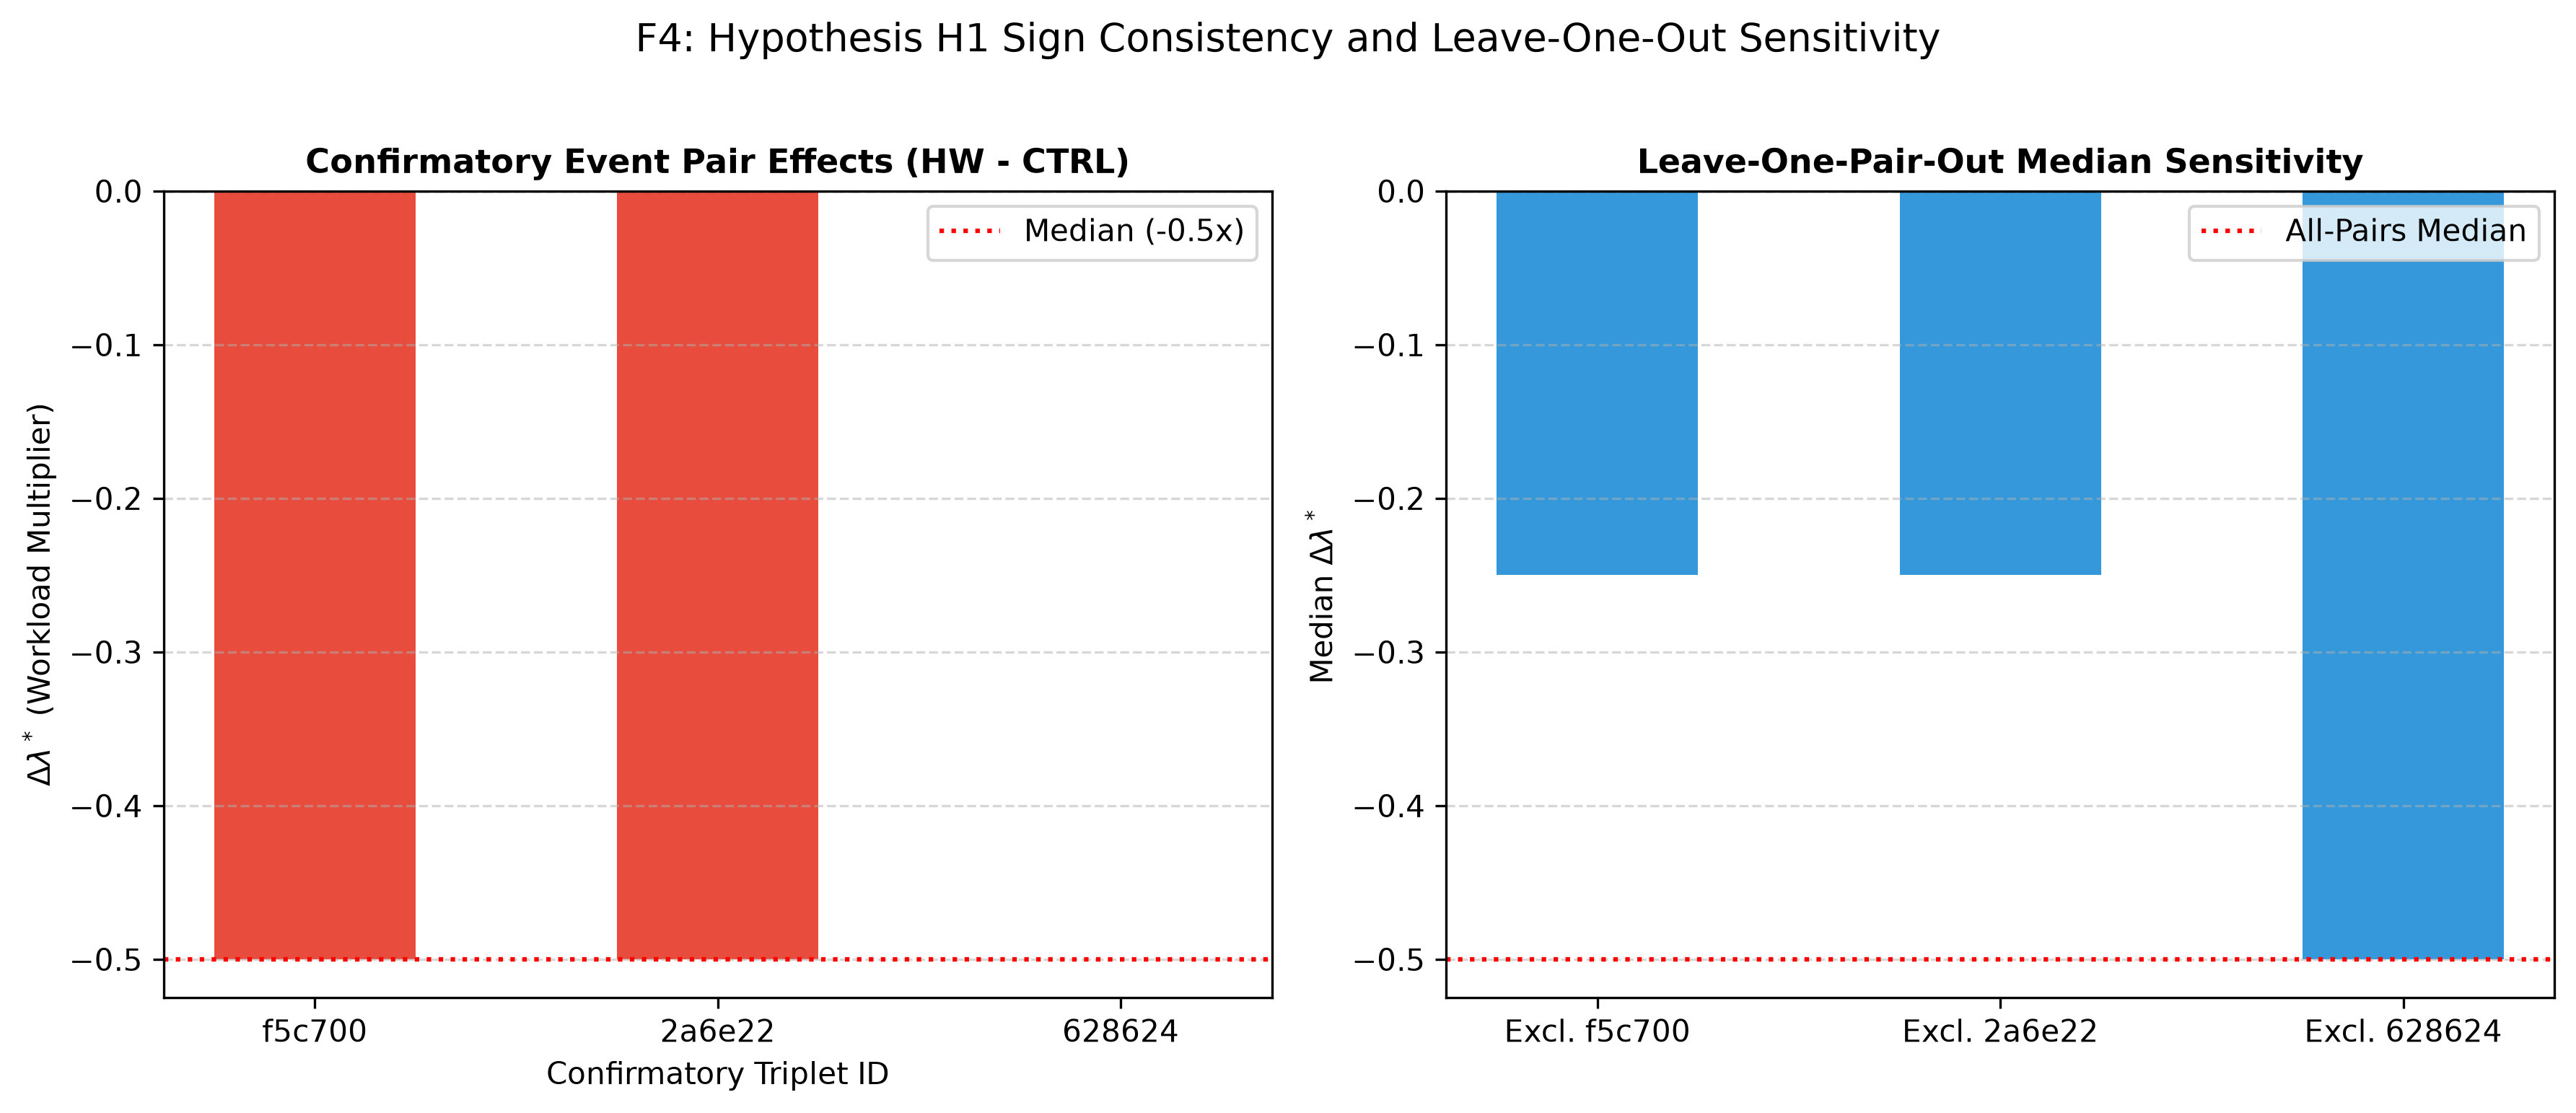 F4: Hypothesis H1 Sign Consistency and Leave-One-Out Sensitivity
Confirmatory Event Pair Effects (HW - CTRL)
Δλ* (Workload Multiplier)
0.0
−0.1
−0.2
−0.3
−0.4
−0.5
Median (-0.5x)
f5c700
2a6e22
628624
Confirmatory Triplet ID
Leave-One-Pair-Out Median Sensitivity
Median Δλ*
0.0
−0.1
−0.2
−0.3
−0.4
−0.5
All-Pairs Median
Excl. f5c700
Excl. 2a6e22
Excl. 628624